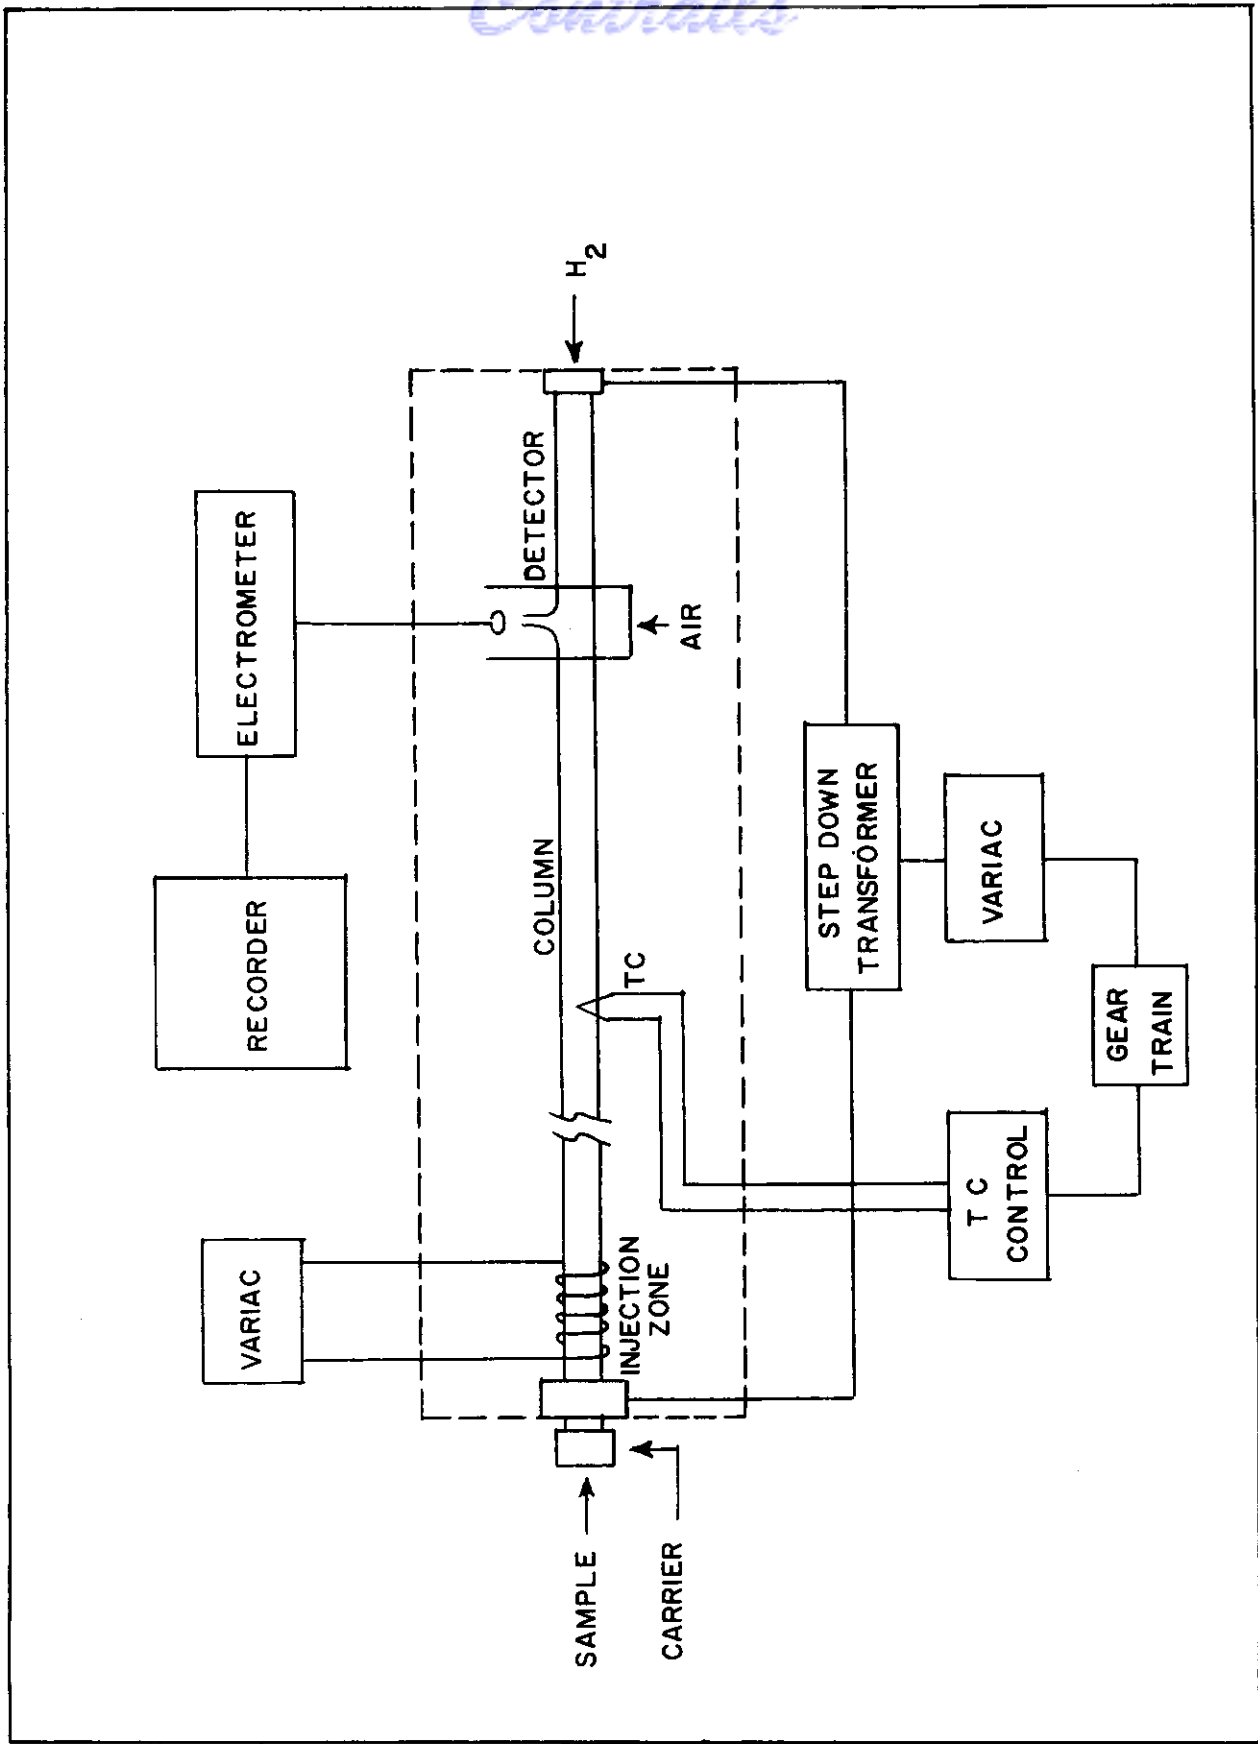 Contrails
RECORDER
ELECTROMETER
VARIAC
COLUMN
DETECTOR
H2
TC
INJECTION
ZONE
AIR
SAMPLE
CARRIER
STEP DOWN
TRANSFORMER
T C
CONTROL
VARIAC
GEAR
TRAIN